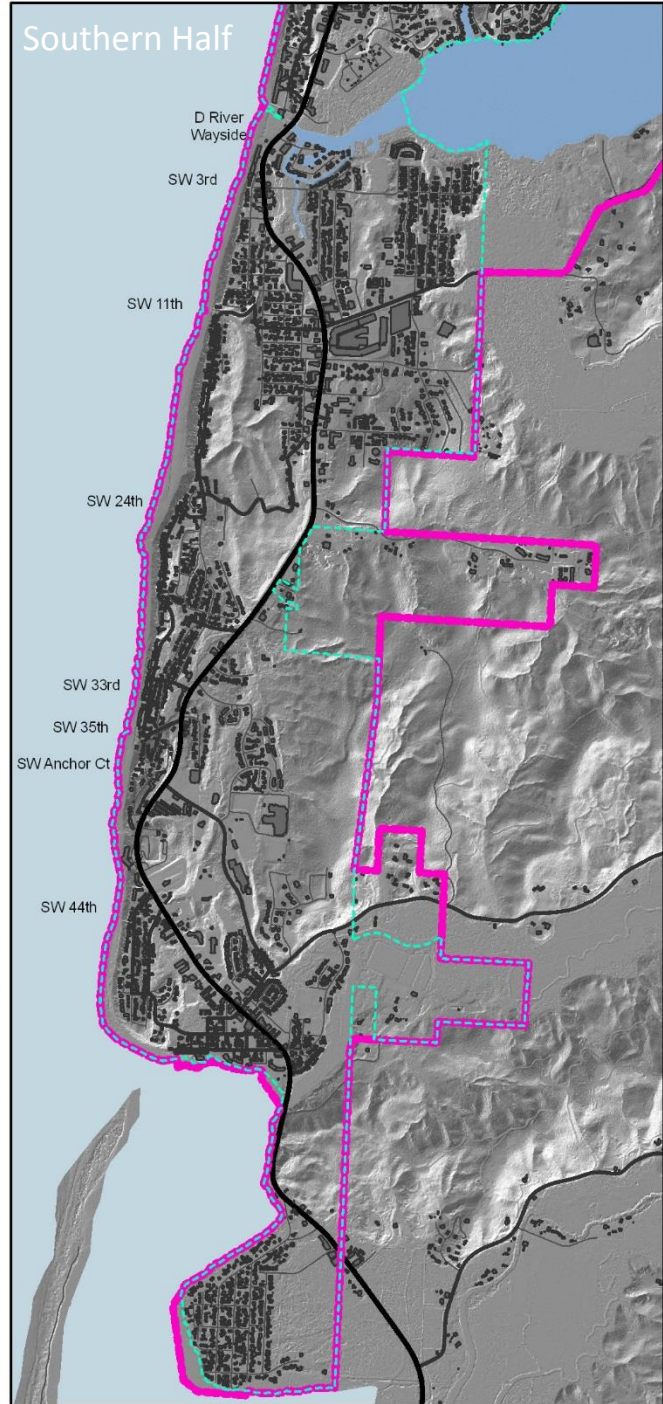 Southern Half
D River
Wayside
SW 3rd
SW 11th
SW 24th
SW 33rd
SW 35th
SW Anchor Ct
SW 44th